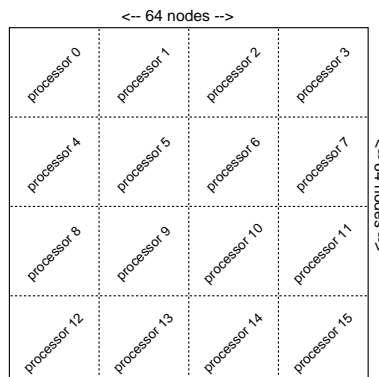 <-- 64 nodes -->
processor 0
processor 1
processor 2
processor 3
processor 4
processor 5
processor 6
processor 7
<-- 64 nodes -->
processor 8
processor 9
processor 10
processor 11
processor 12
processor 13
processor 14
processor 15